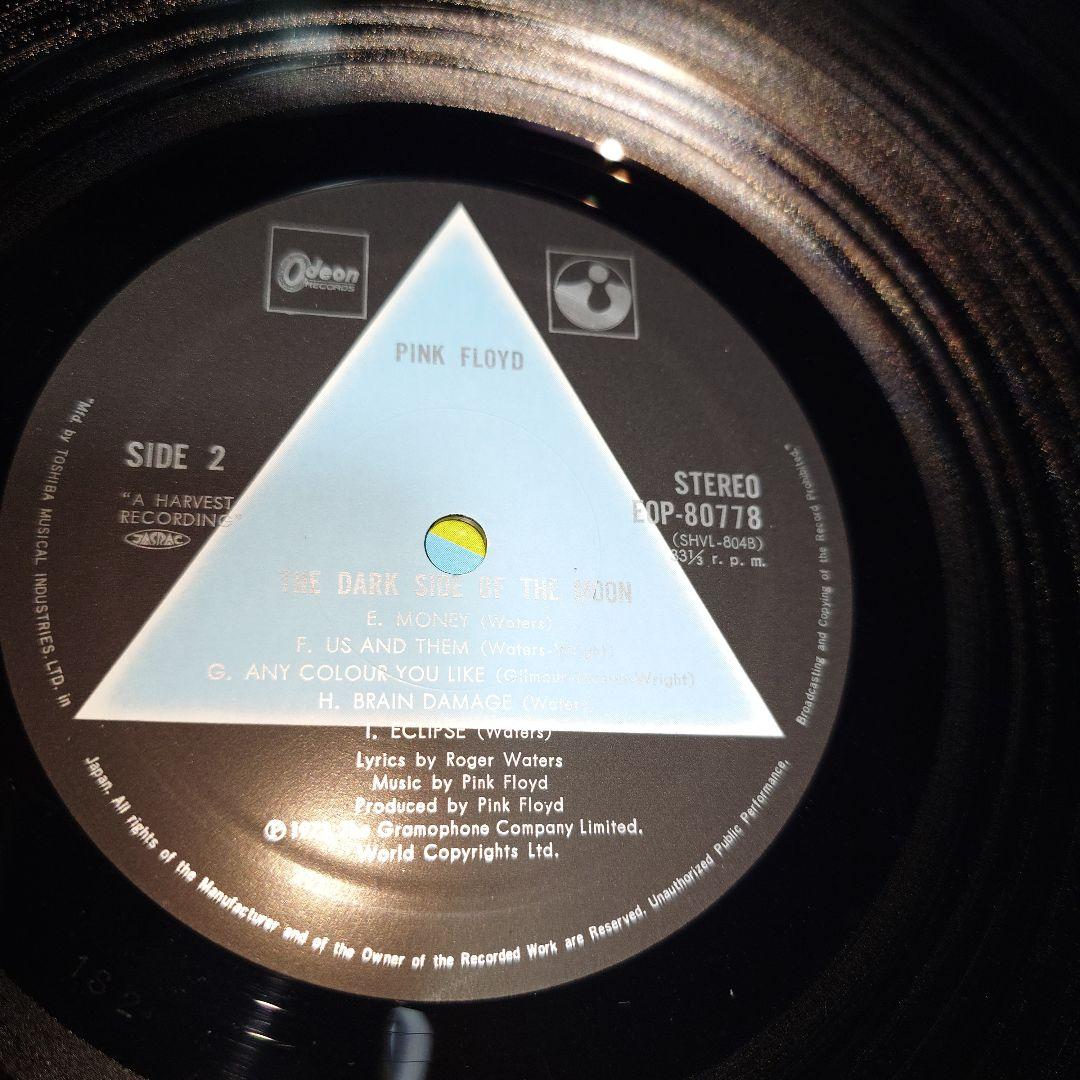 Odeon
RECORDS
PINK FLOYD
SIDE 2
"A HARVEST
RECORDING"
JASRAC
STEREO
EOP-80778
(SHVL-804B)
33⅓ r. p. m.
THE DARK SIDE OF THE MOON
E. MONEY (Waters)
F. US AND THEM (Waters-Wright)
G. ANY COLOUR YOU LIKE (Gilmour-Mason-Wright)
H. BRAIN DAMAGE (Waters)
I. ECLIPSE (Waters)
Lyrics by Roger Waters
Music by Pink Floyd
Produced by Pink Floyd
Ⓟ The Gramophone Company Limited.
World Copyrights Ltd.
"Mfd. by TOSHIBA MUSICAL INDUSTRIES, LTD. in Japan. All rights of the Manufacturer and of the Owner of the Recorded Work are Reserved. Unauthorized Public Performance, Broadcasting and Copying of the Record Prohibited"